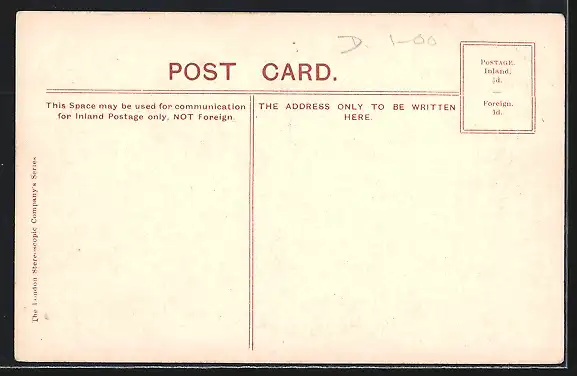 D. 1-00
POST CARD.
POSTAGE.
Inland,
½d.
—
Foreign.
1d.
This Space may be used for communication
for Inland Postage only, NOT Foreign.
THE ADDRESS ONLY TO BE WRITTEN
HERE.
The London Stereoscopic Company's Series